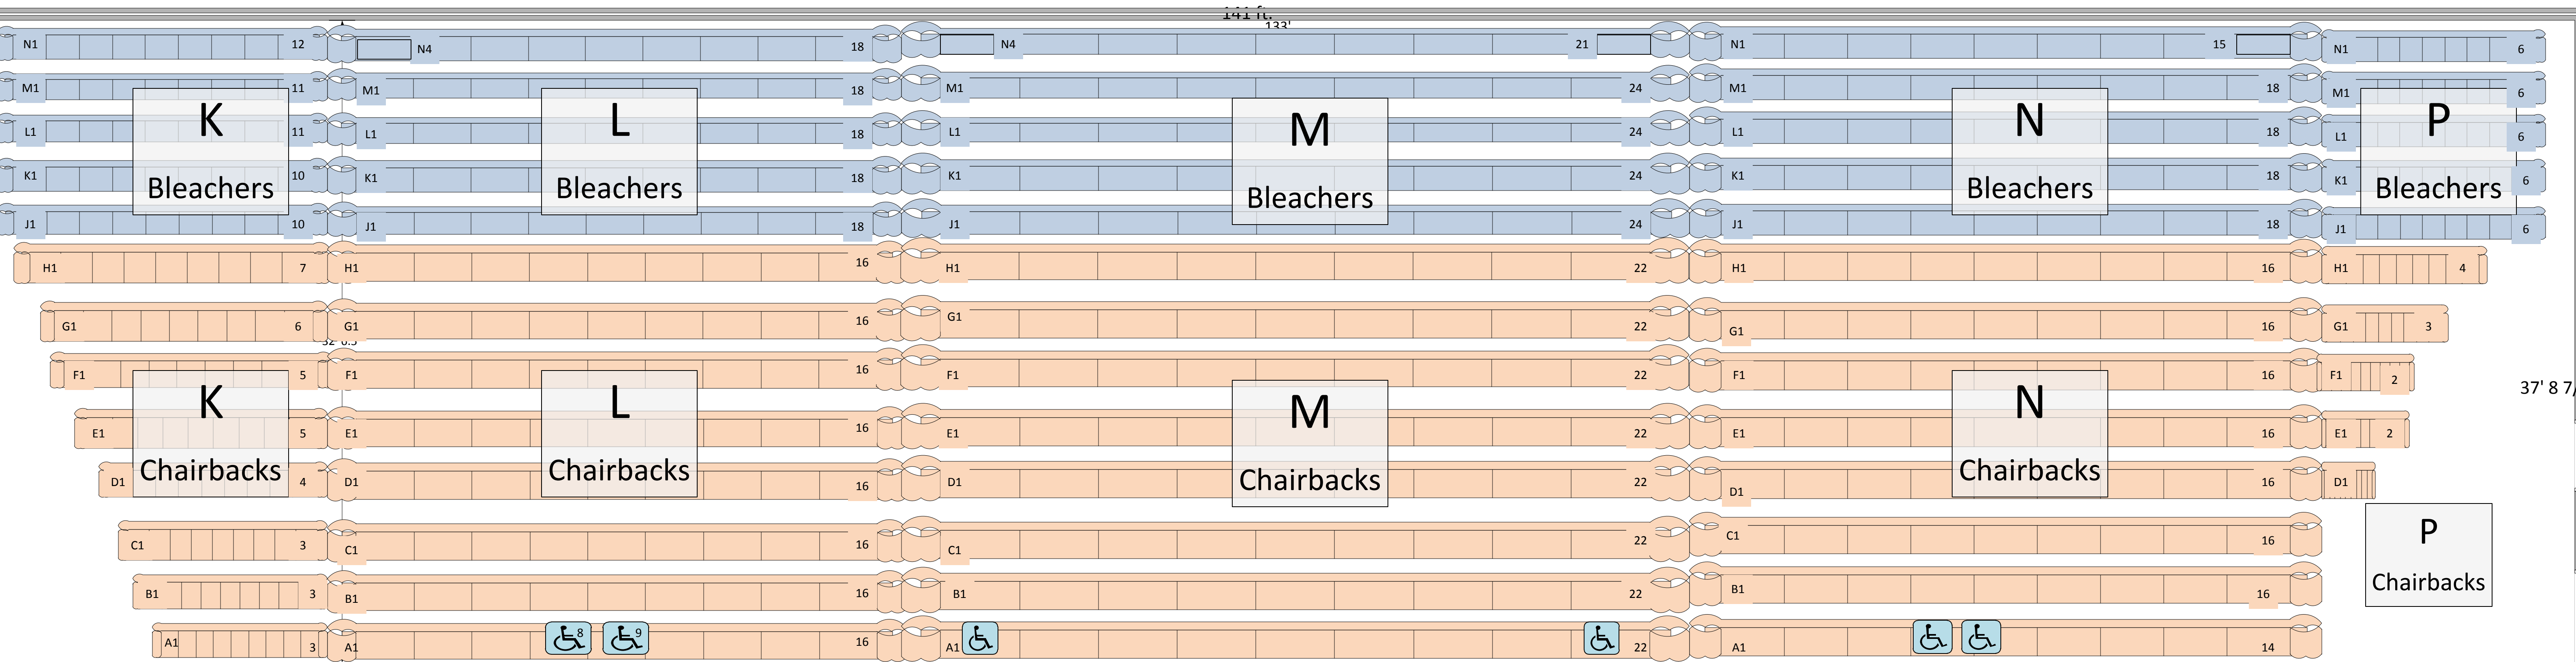 141 ft.
133'
N1 12 N4 18 N4 21 N1 15 N1 6
M1 11 M1 18 M1 24 M1 18 M1 6
L1 11 L1 18 L1 24 L1 18 L1 6
K L M N P
K1 10 K1 18 K1 24 K1 18 K1 6
Bleachers Bleachers Bleachers Bleachers Bleachers
J1 10 J1 18 J1 24 J1 18 J1 6
H1 7 H1 16 H1 22 H1 16 H1 4
G1 6 G1 16 G1 22 G1 16 G1 3
F1 5 F1 16 F1 22 F1 16 F1 2
37' 8 7/
K L M N
E1 5 E1 16 E1 22 E1 16 E1 2
Chairbacks Chairbacks Chairbacks Chairbacks
D1 4 D1 16 D1 22 D1 16 D1
C1 3 C1 16 C1 22 C1 16
P
Chairbacks
B1 3 B1 16 B1 22 B1 16
A1 3 A1 8 9 16 A1 22 A1 14